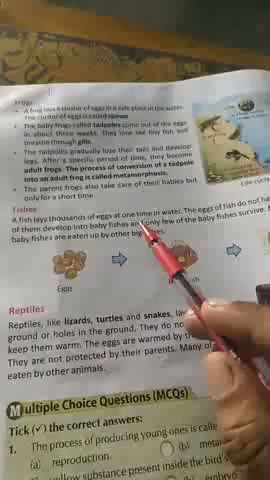 Frogs
• A frog lays a cluster of eggs in a safe place in the water.
The cluster of eggs is called spawn
• The baby frogs called tadpoles come out of the eggs
in about three weeks. They look like tiny fish and
breathe through gills.
• The tadpoles gradually lose their tails and develop
legs. After a specific period of time, they become
adult frogs. The process of conversion of a tadpole
into an adult frog is called metamorphosis.
• The parent frogs also take care of their babies but
only for a short time.
Life cycle
Fishes
A fish lays thousands of eggs at one time in water. The eggs of fish do not
of them develop into baby fishes and only few of the baby fishes survive.
baby fishes are eaten up by other big
Eggs
Reptiles
Reptiles, like lizards, turtles and snakes,
ground or holes in the ground. They do
keep them warm. The eggs are warmed by
They are not protected by their parents. Many of
eaten by other animals.
Multiple Choice Questions (MCQs)
Tick (✓) the correct answers:
1. The process of producing young ones is
(a) reproduction. (b)
yellow substance present inside the
embryo